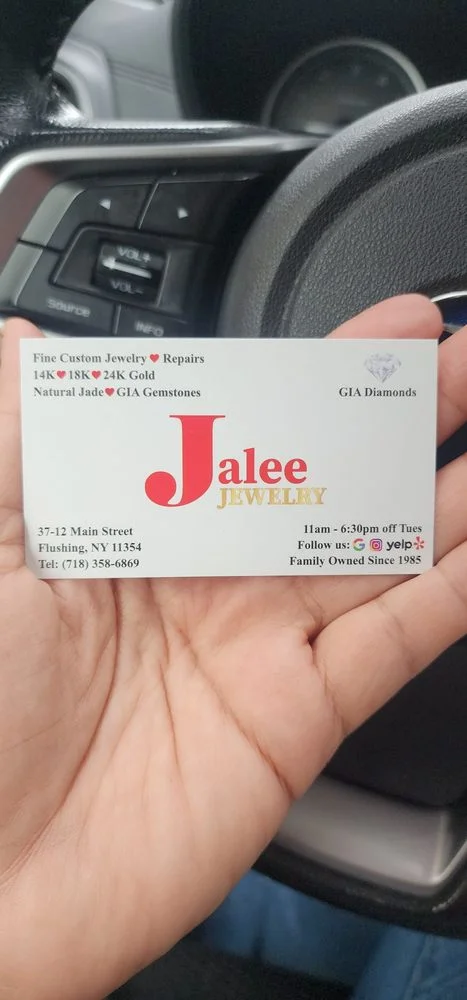 VOL+
VOL-
Source
INFO
Fine Custom Jewelry♥ Repairs
14K♥18K♥24K Gold
Natural Jade♥GIA Gemstones
GIA Diamonds
Jalee
JEWELRY
37-12 Main Street
Flushing, NY 11354
Tel: (718) 358-6869
11am - 6:30pm off Tues
Follow us: G yelp
Family Owned Since 1985